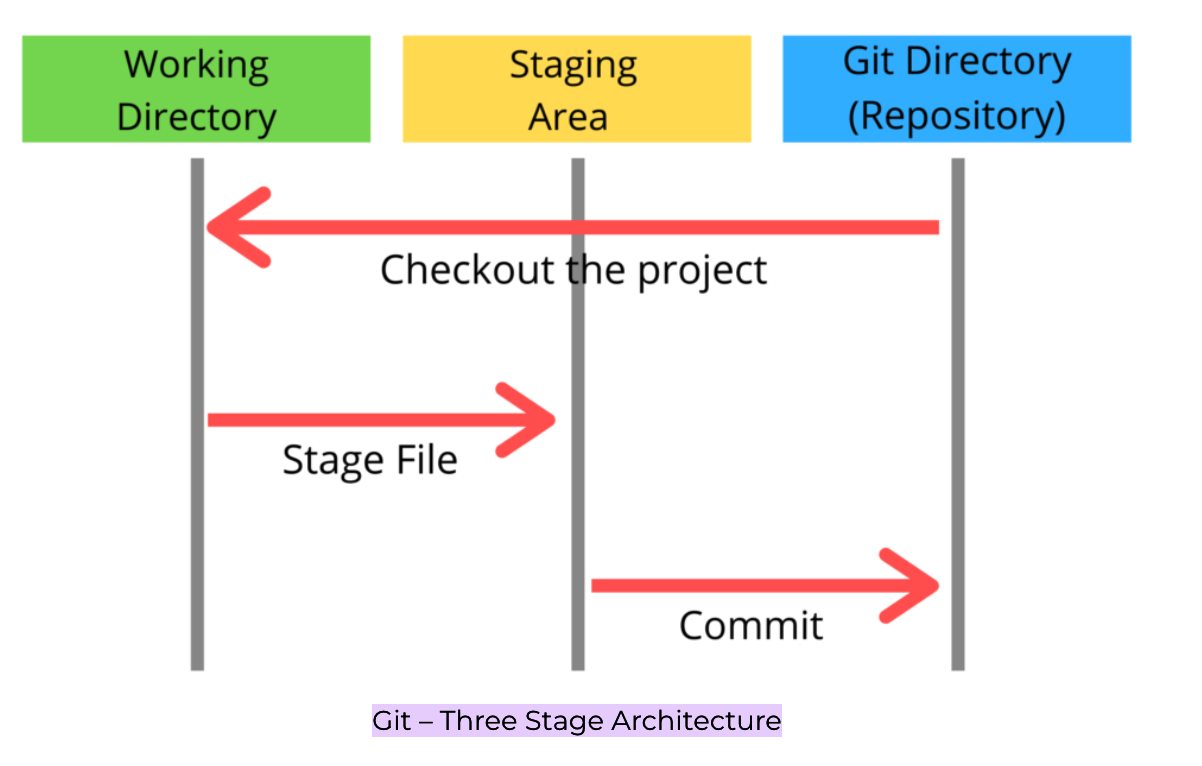 Working
Directory
Staging
Area
Git Directory
(Repository)
Checkout the project
Stage File
Commit
Git – Three Stage Architecture